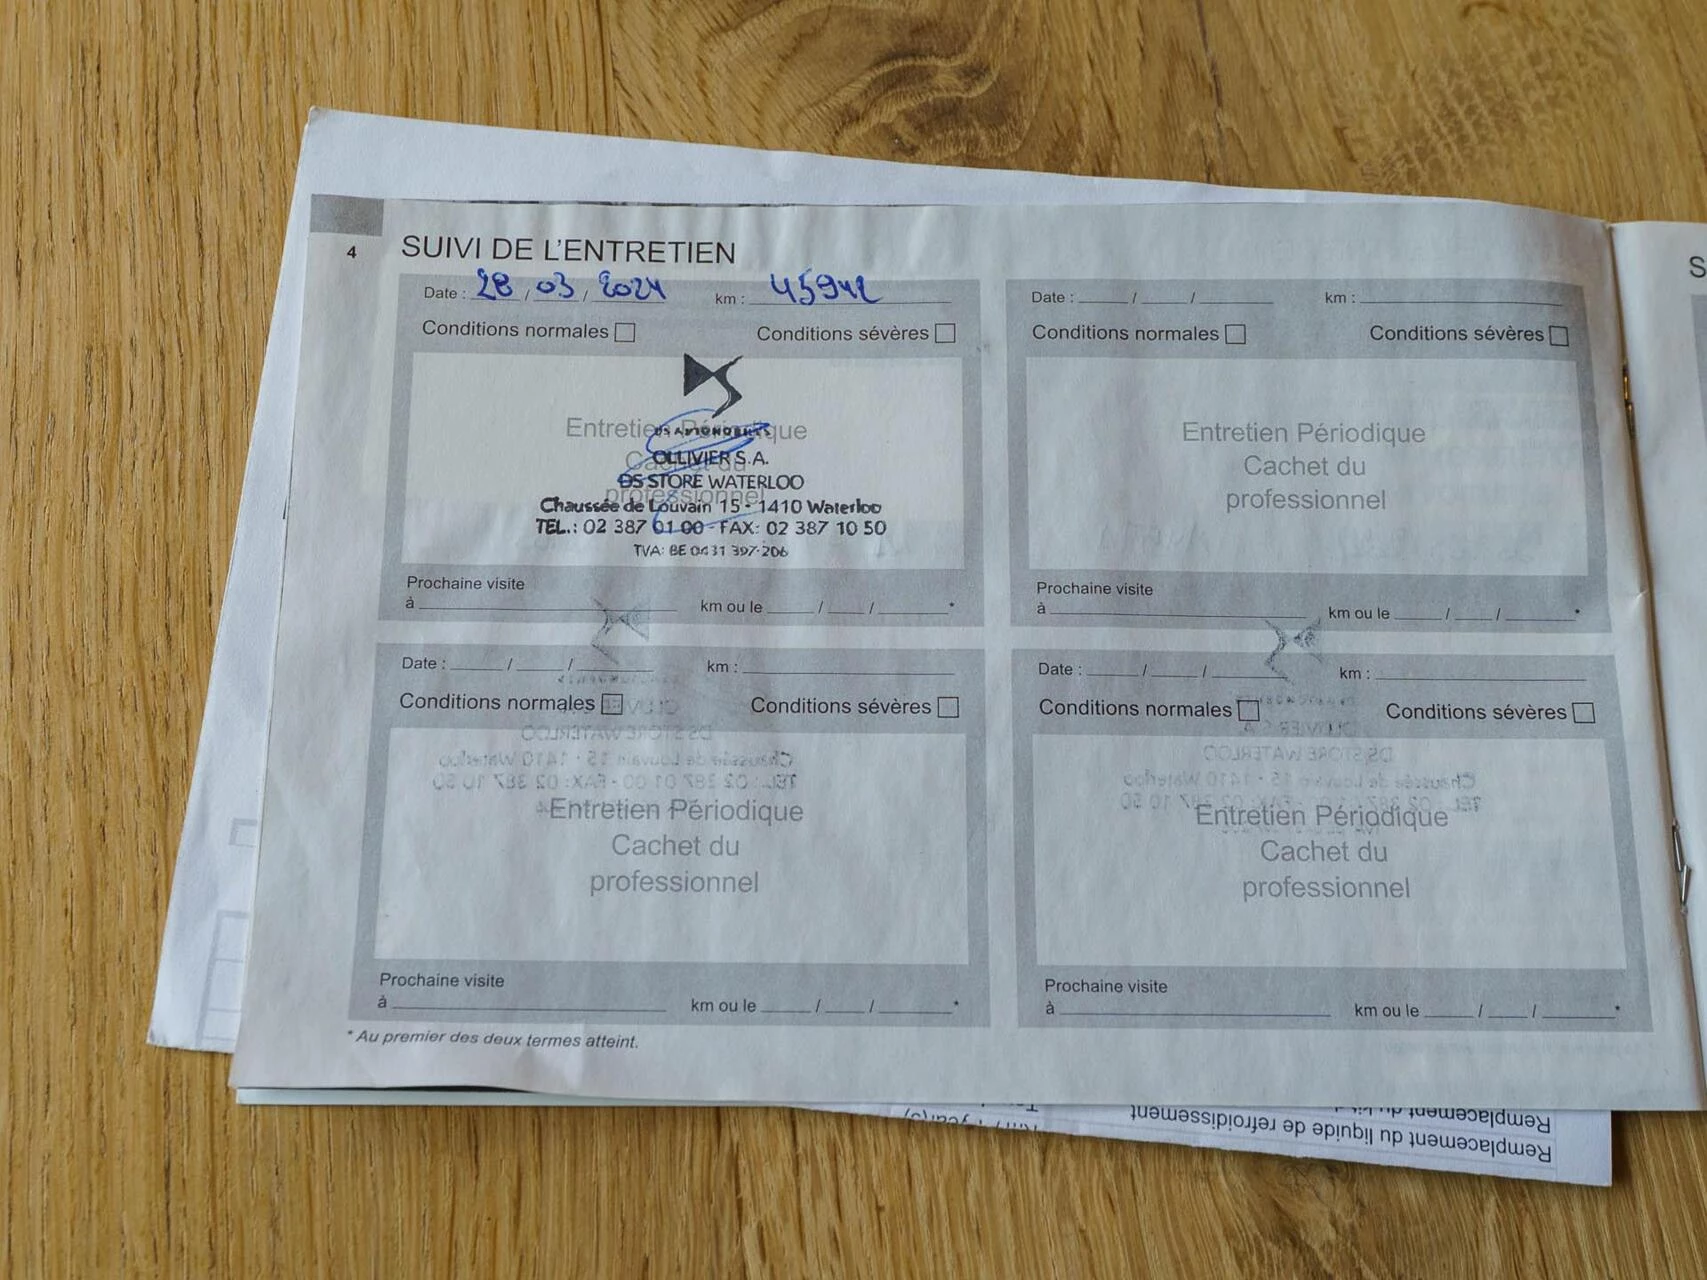 4
SUIVI DE L'ENTRETIEN
Date : 28 / 03 / 2024 km : 45942
Conditions normales Conditions sévères
Entretien Périodique
Cachet du
professionnel
DS AUTOMOBILES
OLLIVIER S.A.
DS STORE WATERLOO
Chaussée de Louvain 15 - 1410 Waterloo
TEL.: 02 387 01 00 - FAX: 02 387 10 50
TVA: BE 0431 397-206
Prochaine visite
à km ou le / / *
Date : / / km :
Conditions normales Conditions sévères
Entretien Périodique
Cachet du
professionnel
Prochaine visite
à km ou le / / *
Date : / / km :
Conditions normales Conditions sévères
Entretien Périodique
Cachet du
professionnel
Prochaine visite
à km ou le / / *
Date : / / km :
Conditions normales Conditions sévères
Entretien Périodique
Cachet du
professionnel
Prochaine visite
à km ou le / / *
* Au premier des deux termes atteint.
S
Remplacement du
Remplacement du liquide de refroidissement